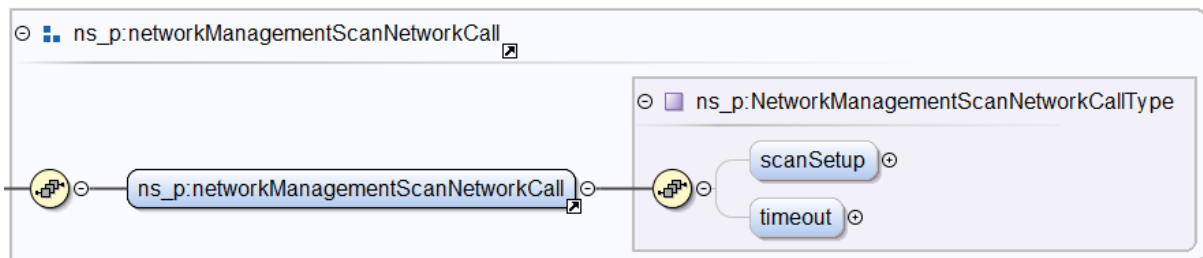 ns_p:networkManagementScanNetworkCall
ns_p:NetworkManagementScanNetworkCallType
scanSetup
ns_p:networkManagementScanNetworkCall
timeout